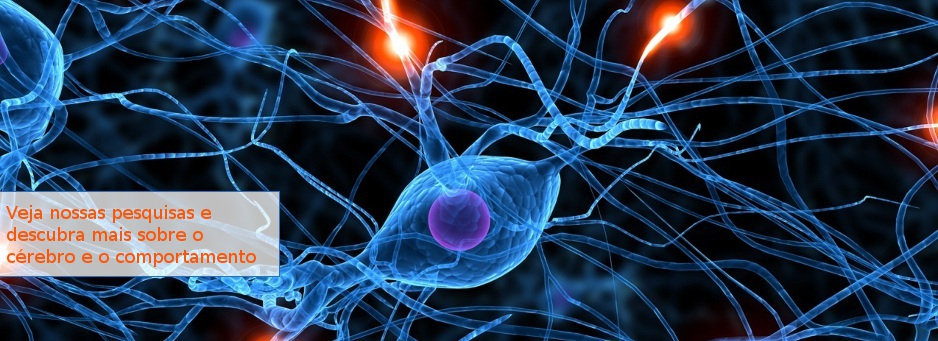 Veja nossas pesquisas e
descubra mais sobre o
cérebro e o comportamento